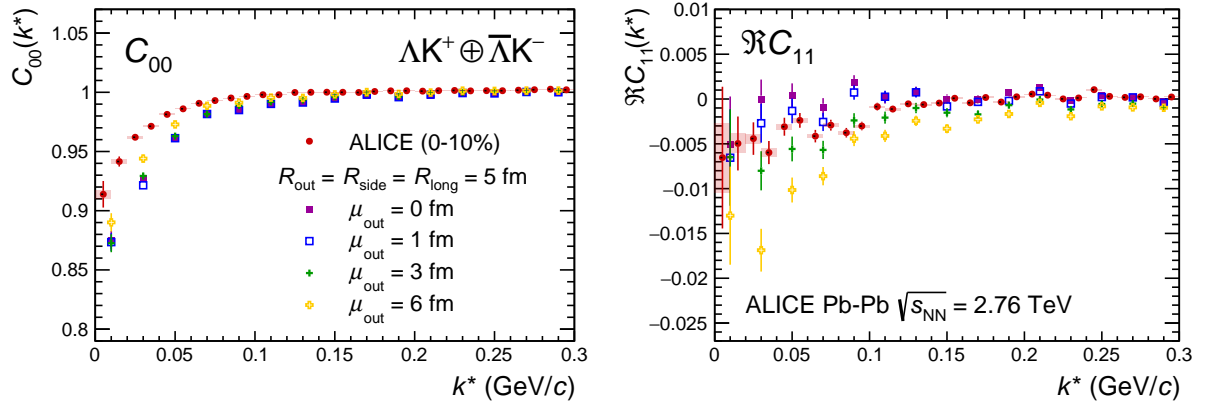 C₀₀(k*)
1.05
1
0.95
0.9
0.85
0.8
C₀₀
ΛK⁺ ⊕ Λ̅K⁻
ALICE (0-10%)
R_out = R_side = R_long = 5 fm
μ_out = 0 fm
μ_out = 1 fm
μ_out = 3 fm
μ_out = 6 fm
0 0.05 0.1 0.15 0.2 0.25 0.3
k* (GeV/c)
ℜC₁₁(k*)
0.01
0.005
0
−0.005
−0.01
−0.015
−0.02
−0.025
ℜC₁₁
ALICE Pb-Pb √s_NN = 2.76 TeV
0 0.05 0.1 0.15 0.2 0.25 0.3
k* (GeV/c)